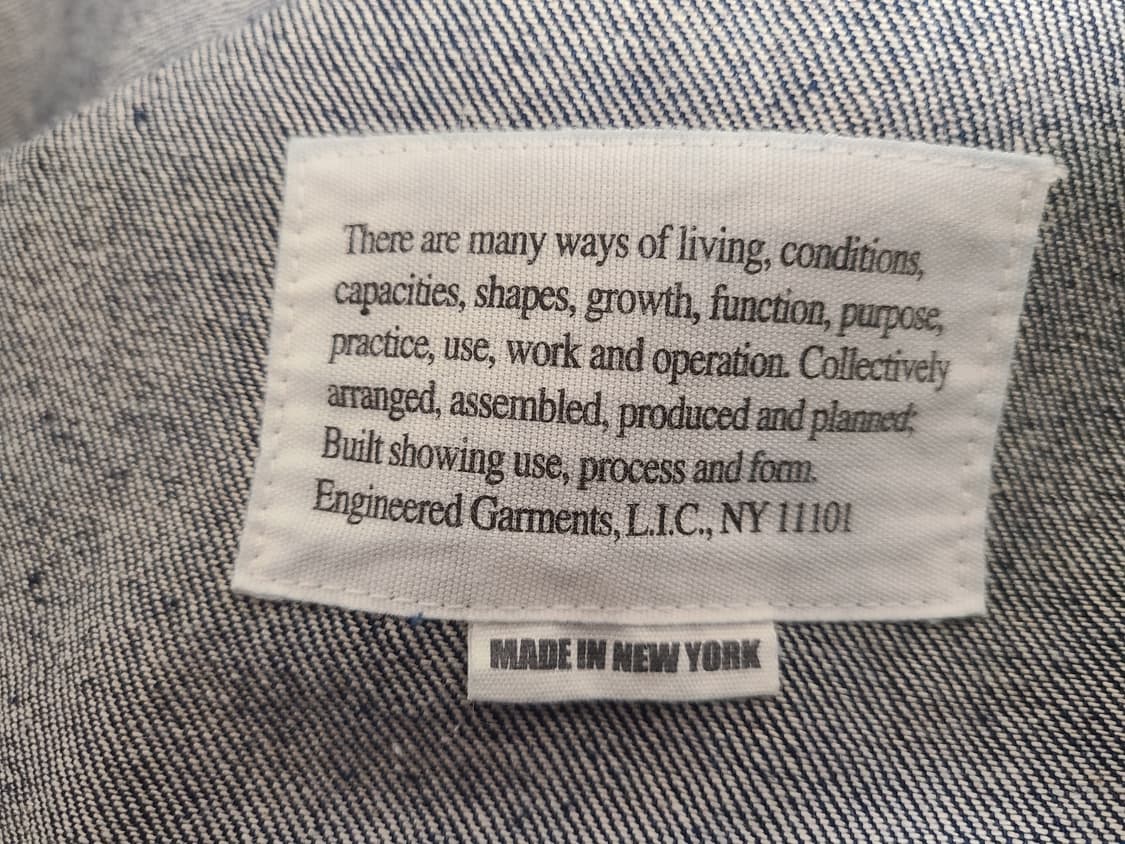 There are many ways of living, conditions,
capacities, shapes, growth, function, purpose,
practice, use, work and operation. Collectively
arranged, assembled, produced and planned;
Built showing use, process and form.
Engineered Garments, L.I.C., NY 11101
MADE IN NEW YORK